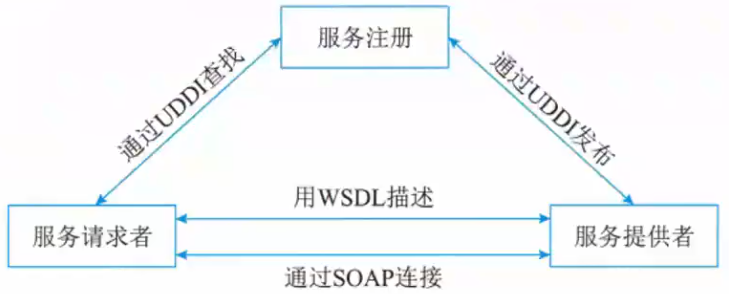 服务注册
通过UDDI查找
通过UDDI发布
用WSDL描述
服务请求者
服务提供者
通过SOAP连接